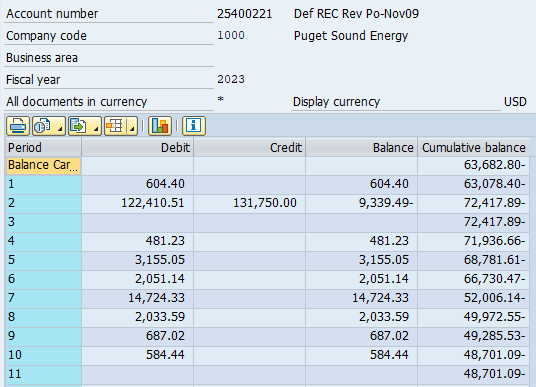 Account number 25400221 Def REC Rev Po-Nov09
Company code 1000 Puget Sound Energy
Business area
Fiscal year 2023
All documents in currency * Display currency USD
Period Debit Credit Balance Cumulative balance
Balance Car... 63,682.80-
1 604.40 604.40 63,078.40-
2 122,410.51 131,750.00 9,339.49- 72,417.89-
3 72,417.89-
4 481.23 481.23 71,936.66-
5 3,155.05 3,155.05 68,781.61-
6 2,051.14 2,051.14 66,730.47-
7 14,724.33 14,724.33 52,006.14-
8 2,033.59 2,033.59 49,972.55-
9 687.02 687.02 49,285.53-
10 584.44 584.44 48,701.09-
11 48,701.09-